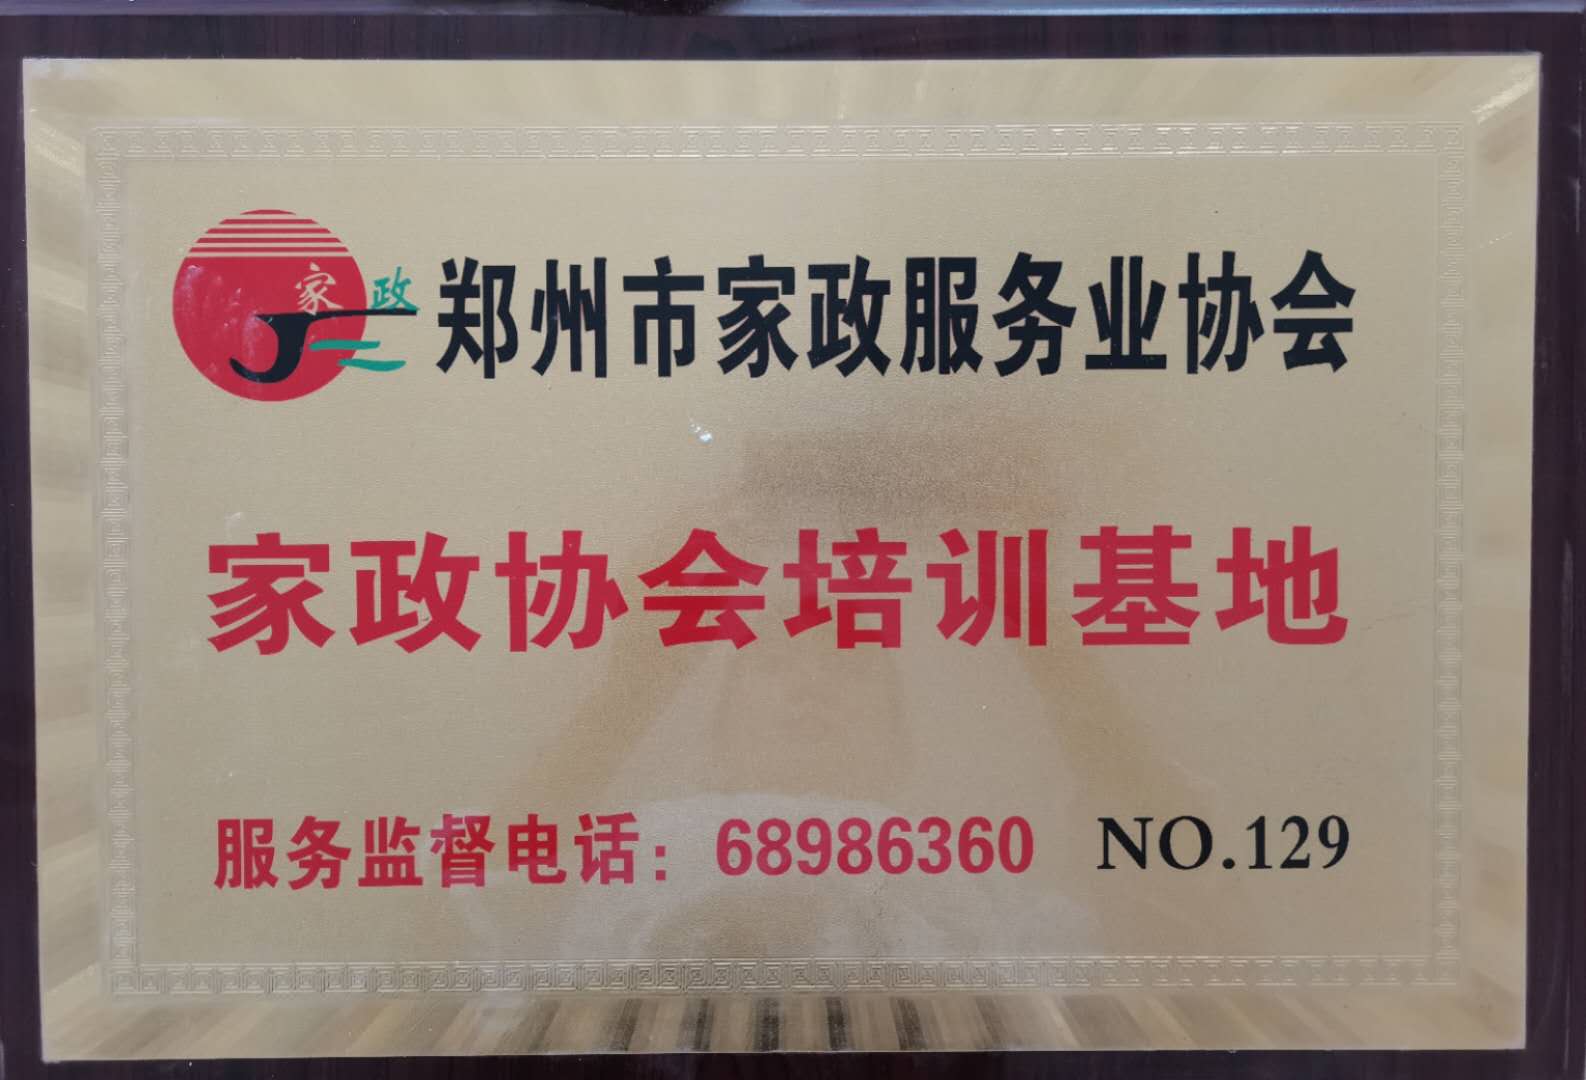 家政 郑州市家政服务业协会
家政协会培训基地
服务监督电话：68986360 NO.129